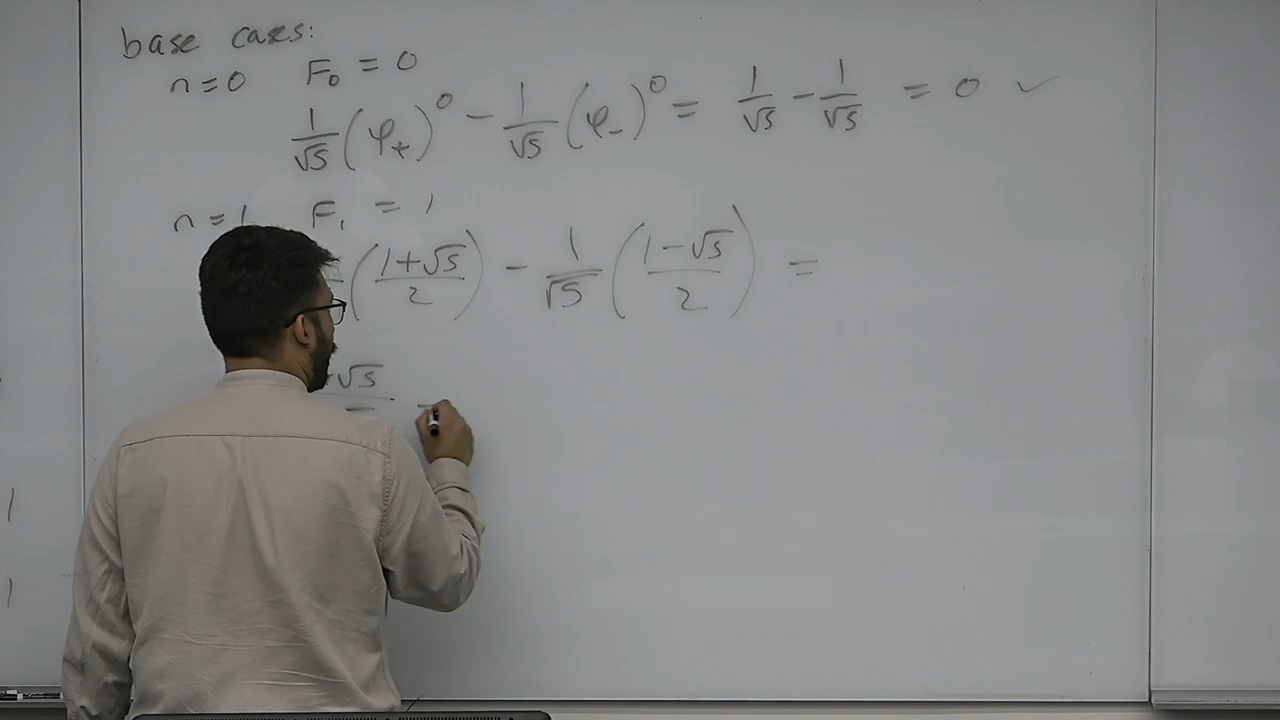 base cases:
n=0 F₀ = 0
1/√5 (φ₊)⁰ - 1/√5 (φ₋)⁰ = 1/√5 - 1/√5 = 0 ✓
n=1 F₁ = 1
((1+√5)/2) - 1/√5 ((1-√5)/2) =
√5